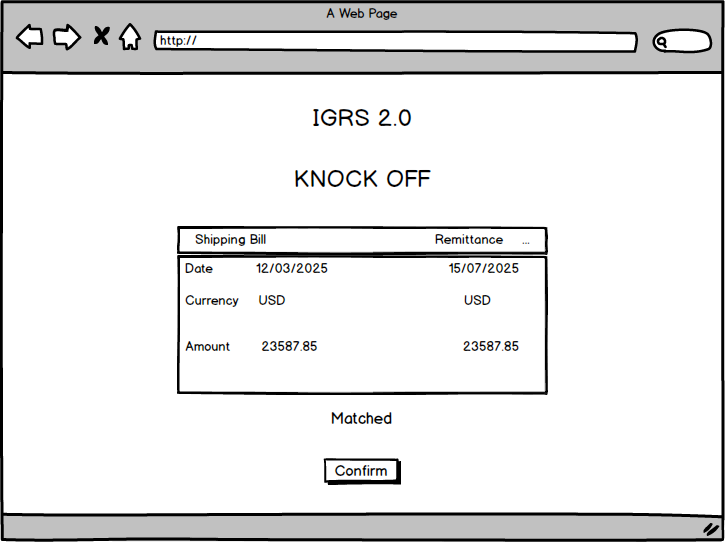 A Web Page
http://
IGRS 2.0
KNOCK OFF
Shipping Bill Remittance ...
Date 12/03/2025 15/07/2025
Currency USD USD
Amount 23587.85 23587.85
Matched
Confirm